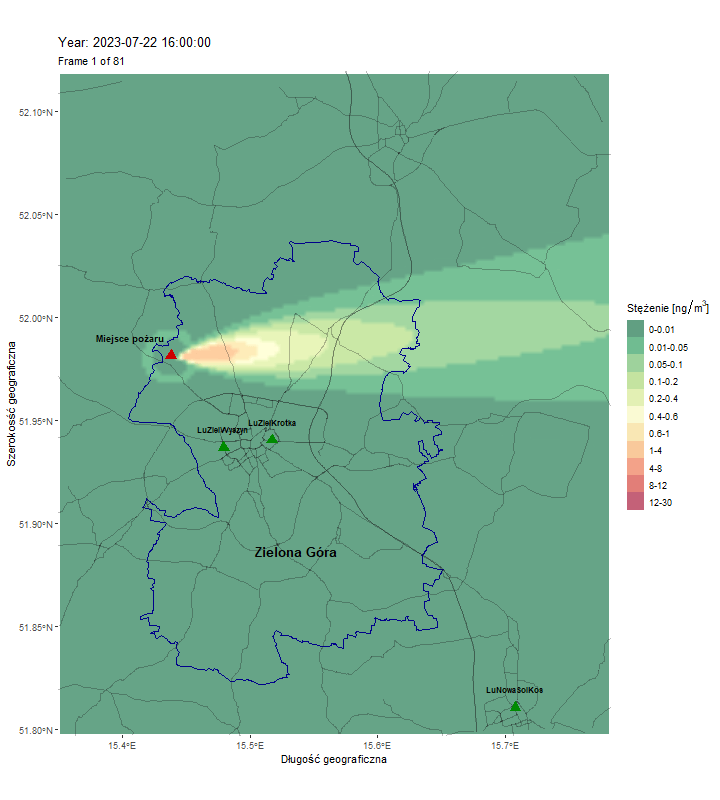 Year: 2023-07-22 16:00:00
Frame 1 of 81
52.10°N
52.05°N
52.00°N
51.95°N
51.90°N
51.85°N
51.80°N
Szerokosść geograficzna
Miejsce pożaru
LuZielKrotka
LuZielWyszyn
Zielona Góra
LuNowaSolKos
15.4°E
15.5°E
15.6°E
15.7°E
Długość geograficzna
Stężenie [ng/m³]
0-0.01
0.01-0.05
0.05-0.1
0.1-0.2
0.2-0.4
0.4-0.6
0.6-1
1-4
4-8
8-12
12-30